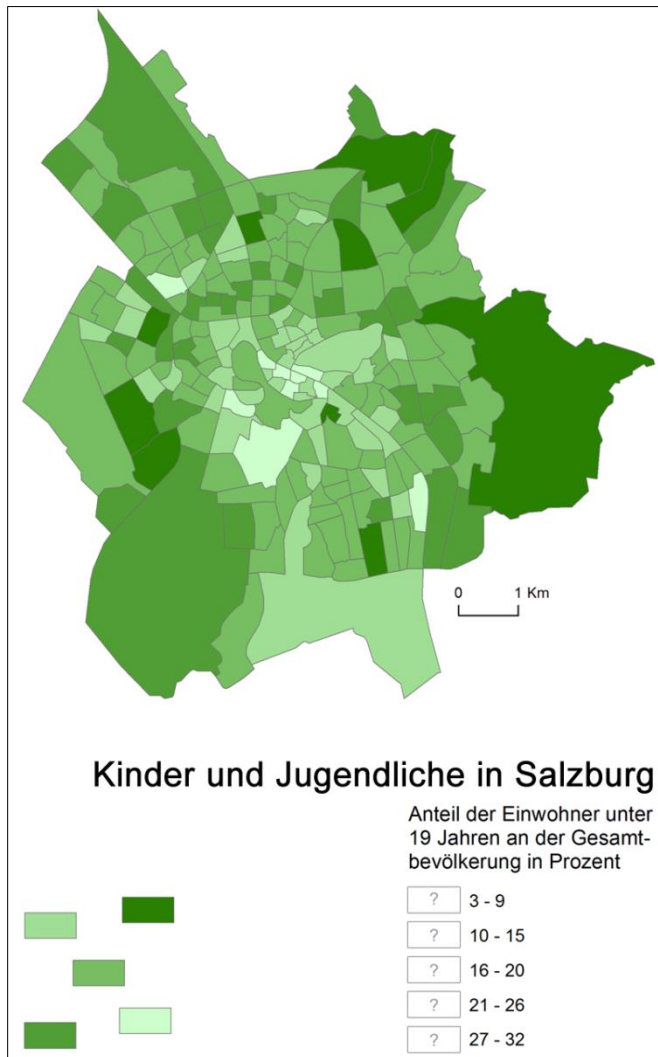 0 1 Km
Kinder und Jugendliche in Salzburg
Anteil der Einwohner unter
19 Jahren an der Gesamt-
bevölkerung in Prozent
? 3 - 9
? 10 - 15
? 16 - 20
? 21 - 26
? 27 - 32